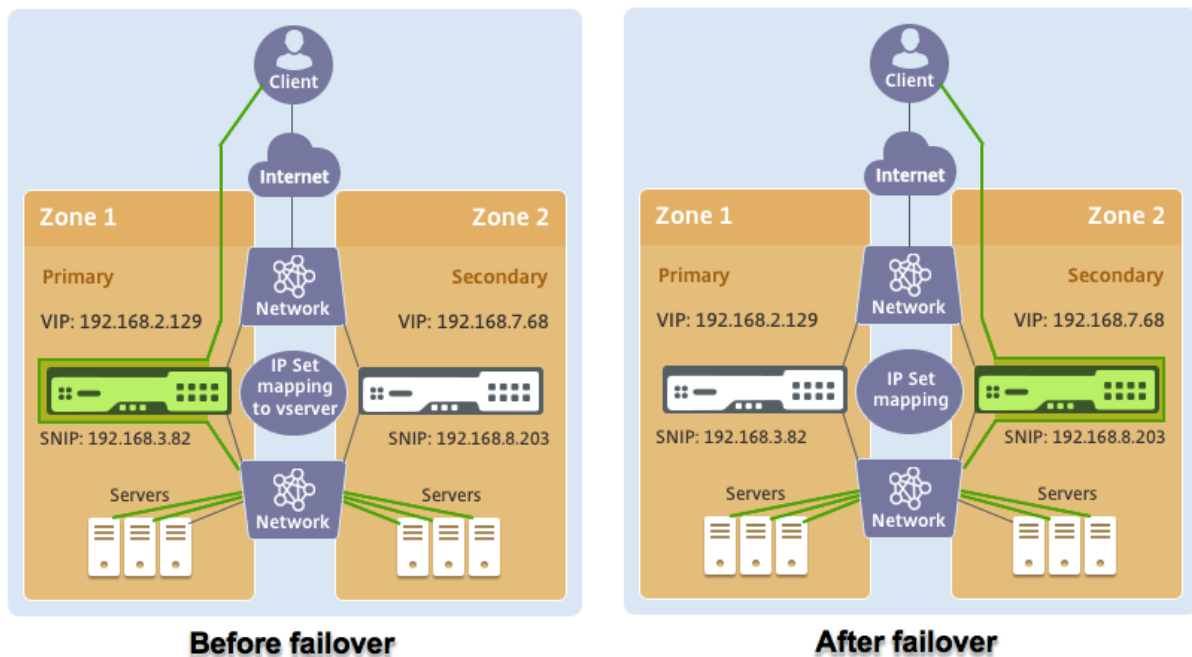 Client
Internet
Zone 1
Zone 2
Primary
Secondary
Network
VIP: 192.168.2.129
VIP: 192.168.7.68
IP Set
mapping
to vserver
SNIP: 192.168.3.82
SNIP: 192.168.8.203
Servers
Servers
Network
Before failover
Client
Internet
Zone 1
Zone 2
Primary
Secondary
Network
VIP: 192.168.2.129
VIP: 192.168.7.68
IP Set
mapping
SNIP: 192.168.3.82
SNIP: 192.168.8.203
Servers
Servers
Network
After failover